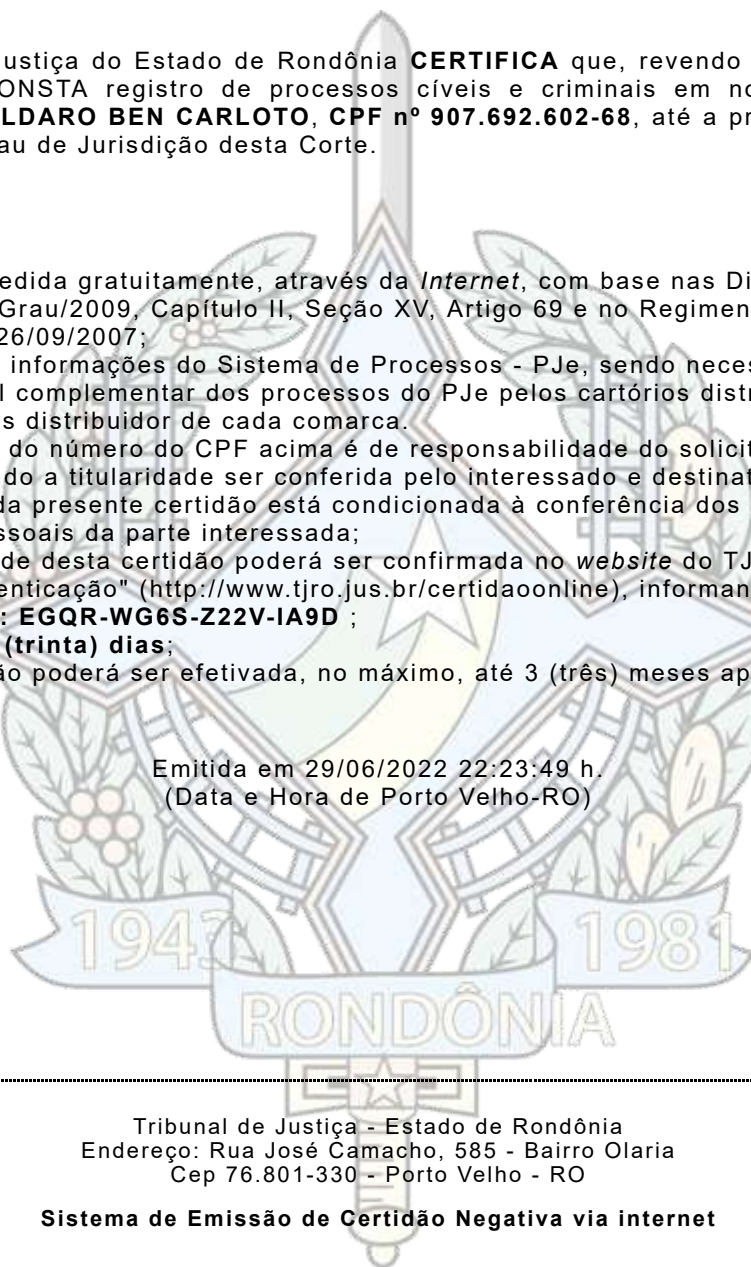 ustiça do Estado de Rondônia CERTIFICA que, revendo
ONSTA registro de processos cíveis e criminais em no
LDARO BEN CARLOTO, CPF nº 907.692.602-68, até a pr
au de Jurisdição desta Corte.
edida gratuitamente, através da Internet, com base nas Di
Grau/2009, Capítulo II, Seção XV, Artigo 69 e no Regimen
26/09/2007;
informações do Sistema de Processos - PJe, sendo neces
l complementar dos processos do PJe pelos cartórios distr
s distribuidor de cada comarca.
do número do CPF acima é de responsabilidade do solicit
do a titularidade ser conferida pelo interessado e destinat
da presente certidão está condicionada à conferência dos
ssoais da parte interessada;
de desta certidão poderá ser confirmada no website do TJ
enticação" (http://www.tjro.jus.br/certidaoonline), informan
: EGQR-WG6S-Z22V-IA9D ;
(trinta) dias;
ão poderá ser efetivada, no máximo, até 3 (três) meses ap
Emitida em 29/06/2022 22:23:49 h.
(Data e Hora de Porto Velho-RO)
1943 1981
RONDÔNIA
Tribunal de Justiça - Estado de Rondônia
Endereço: Rua José Camacho, 585 - Bairro Olaria
Cep 76.801-330 - Porto Velho - RO
Sistema de Emissão de Certidão Negativa via internet